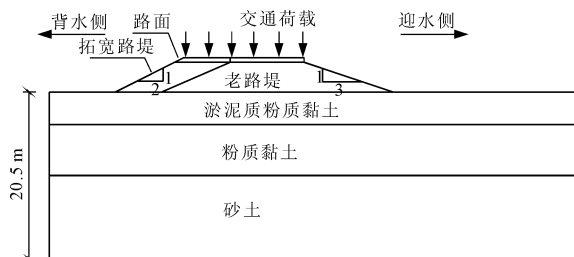 背水侧
路面
交通荷载
迎水侧
拓宽路堤
1
2
老路堤
1
3
淤泥质粉质黏土
粉质黏土
20.5 m
砂土